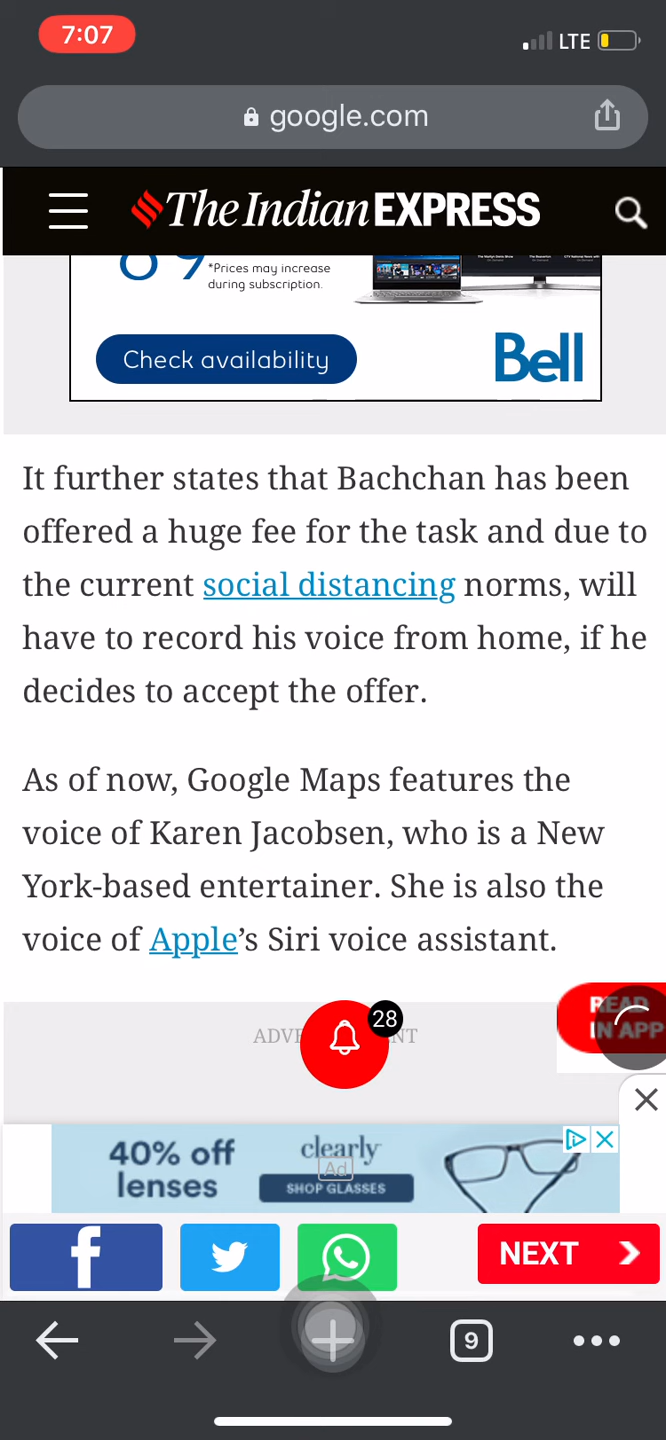 7:07
LTE
google.com
The Indian EXPRESS
*Prices may increase
during subscription.
Check availability
Bell
It further states that Bachchan has been
offered a huge fee for the task and due to
the current social distancing norms, will
have to record his voice from home, if he
decides to accept the offer.
As of now, Google Maps features the
voice of Karen Jacobsen, who is a New
York-based entertainer. She is also the
voice of Apple’s Siri voice assistant.
28
READ
IN APP
40% off
lenses
clearly
Ad
SHOP GLASSES
NEXT
9